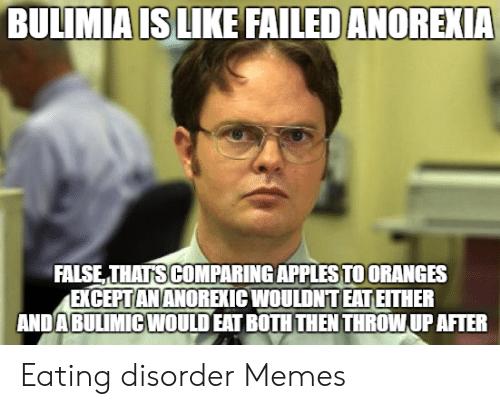 BULIMIA IS LIKE FAILED ANOREXIA
FALSE, THAT'S COMPARING APPLES TO ORANGES
EXCEPT AN ANOREXIC WOULDN'T EAT EITHER
AND A BULIMIC WOULD EAT BOTH THEN THROW UP AFTER
Eating disorder Memes